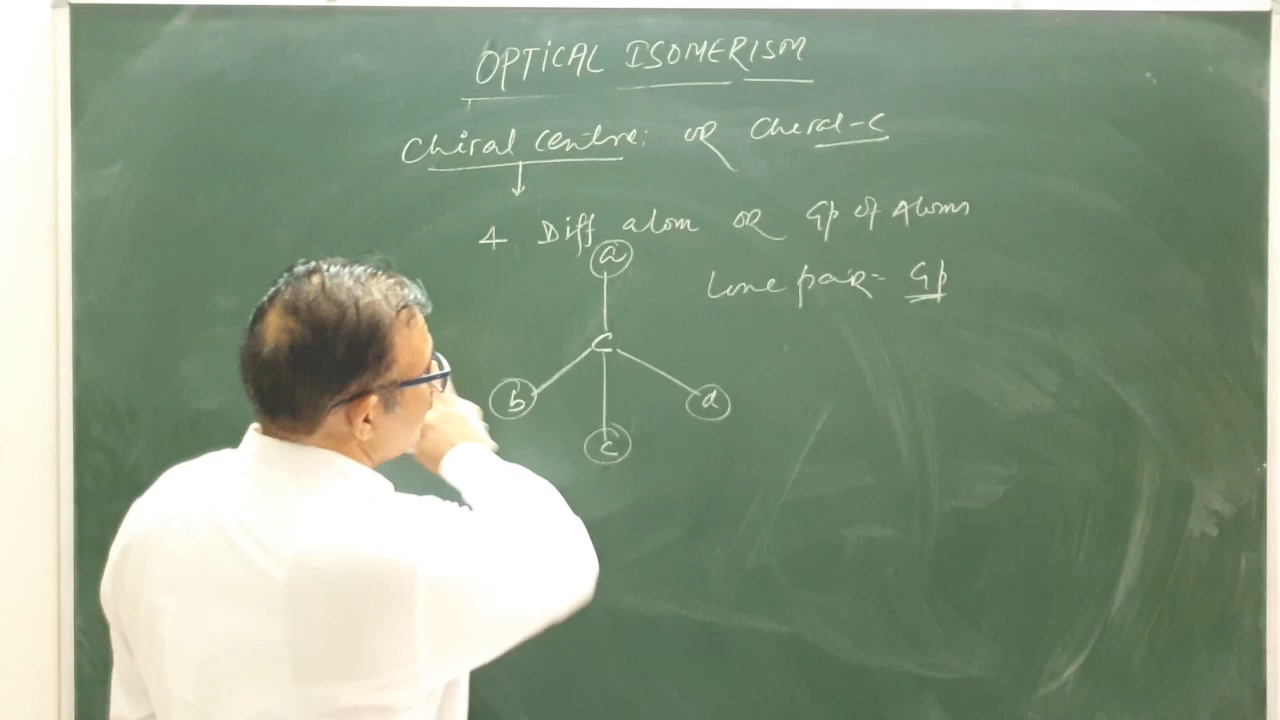 OPTICAL ISOMERISM
Chiral centre: OR Chiral-C
4 Diff atom OR Gp of Atoms
Lone pair- Gp
a
C
b
d
c